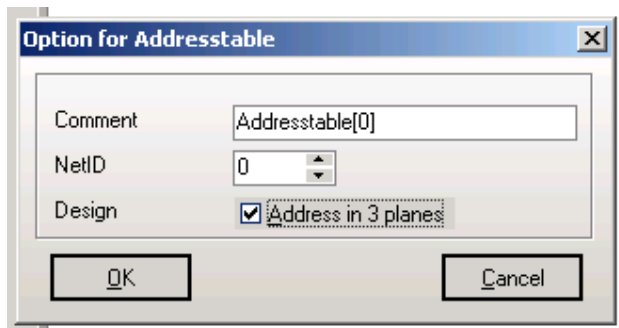 Option for Addresstable
Comment Addresstable[0]
NetID 0
Design Address in 3 planes
OK Cancel